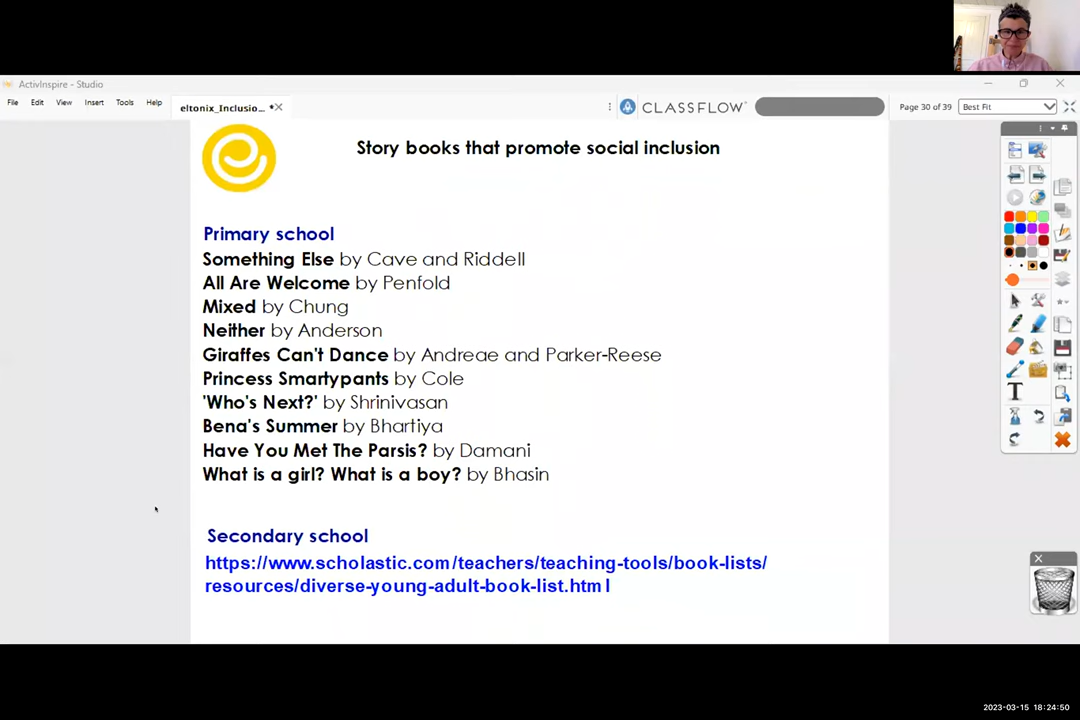 ActivInspire - Studio
File Edit View Insert Tools Help
eltonix_Inclusio...
CLASSFLOW
Page 30 of 39
Best Fit
Story books that promote social inclusion
Primary school
Something Else by Cave and Riddell
All Are Welcome by Penfold
Mixed by Chung
Neither by Anderson
Giraffes Can't Dance by Andreae and Parker-Reese
Princess Smartypants by Cole
'Who's Next?' by Shrinivasan
Bena's Summer by Bhartiya
Have You Met The Parsis? by Damani
What is a girl? What is a boy? by Bhasin
Secondary school
https://www.scholastic.com/teachers/teaching-tools/book-lists/
resources/diverse-young-adult-book-list.html
2023-03-15 18:24:50